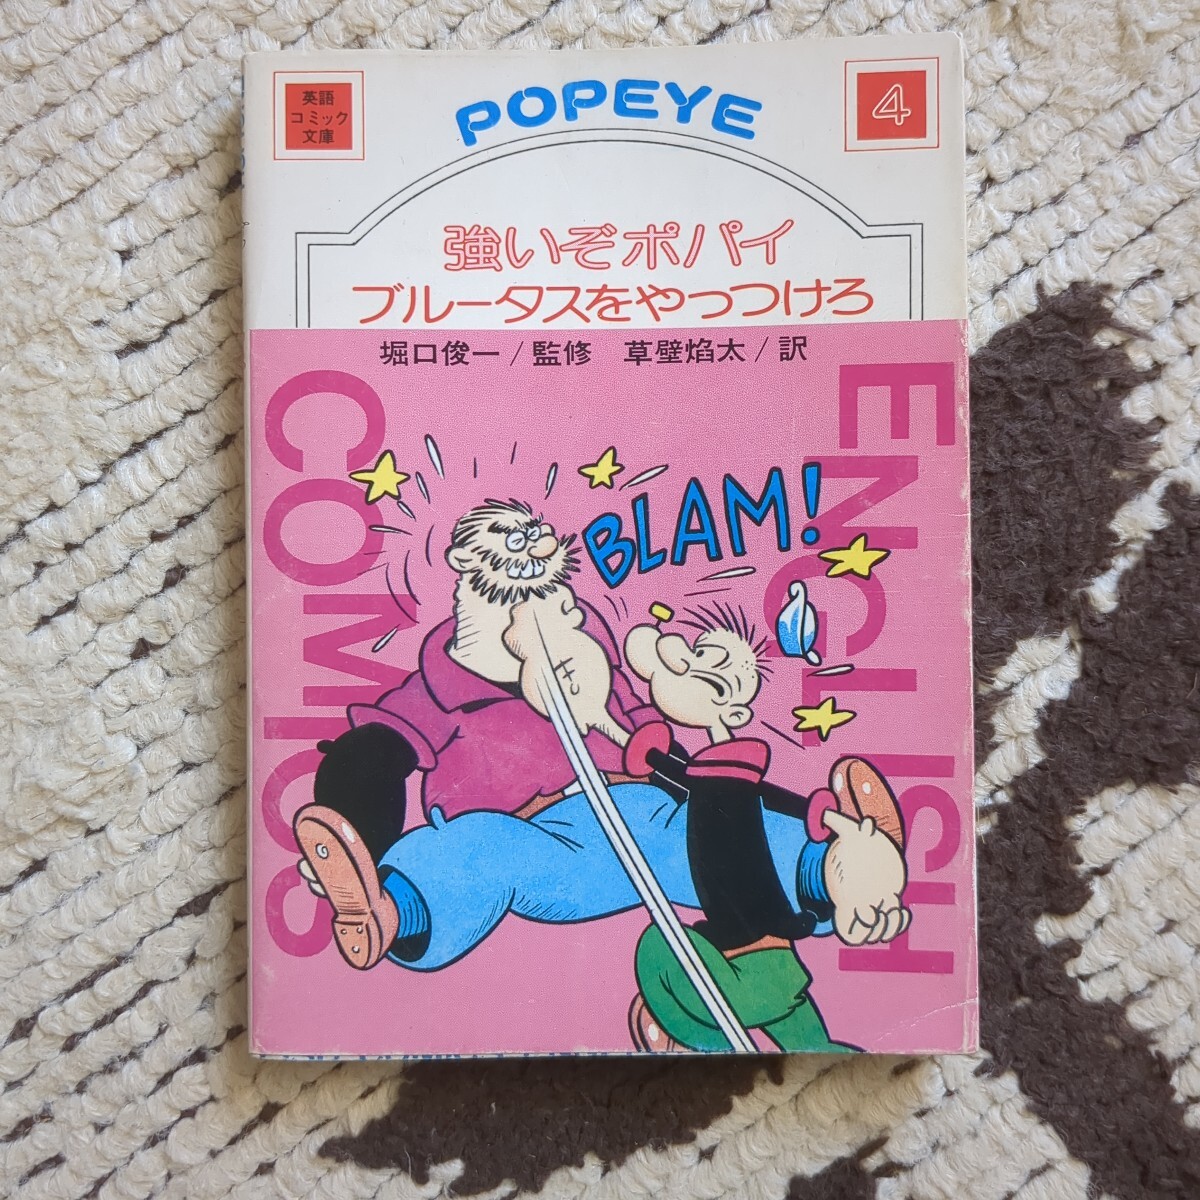 英語
コミック
文庫
POPEYE
4
強いぞポパイ
ブルータスをやっつけろ
堀口俊一/監修 草壁焰太/訳
ENGLISH
COMICS
BLAM!